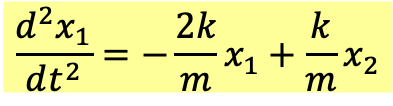 d²x₁/dt² = − 2k/m x₁ + k/m x₂